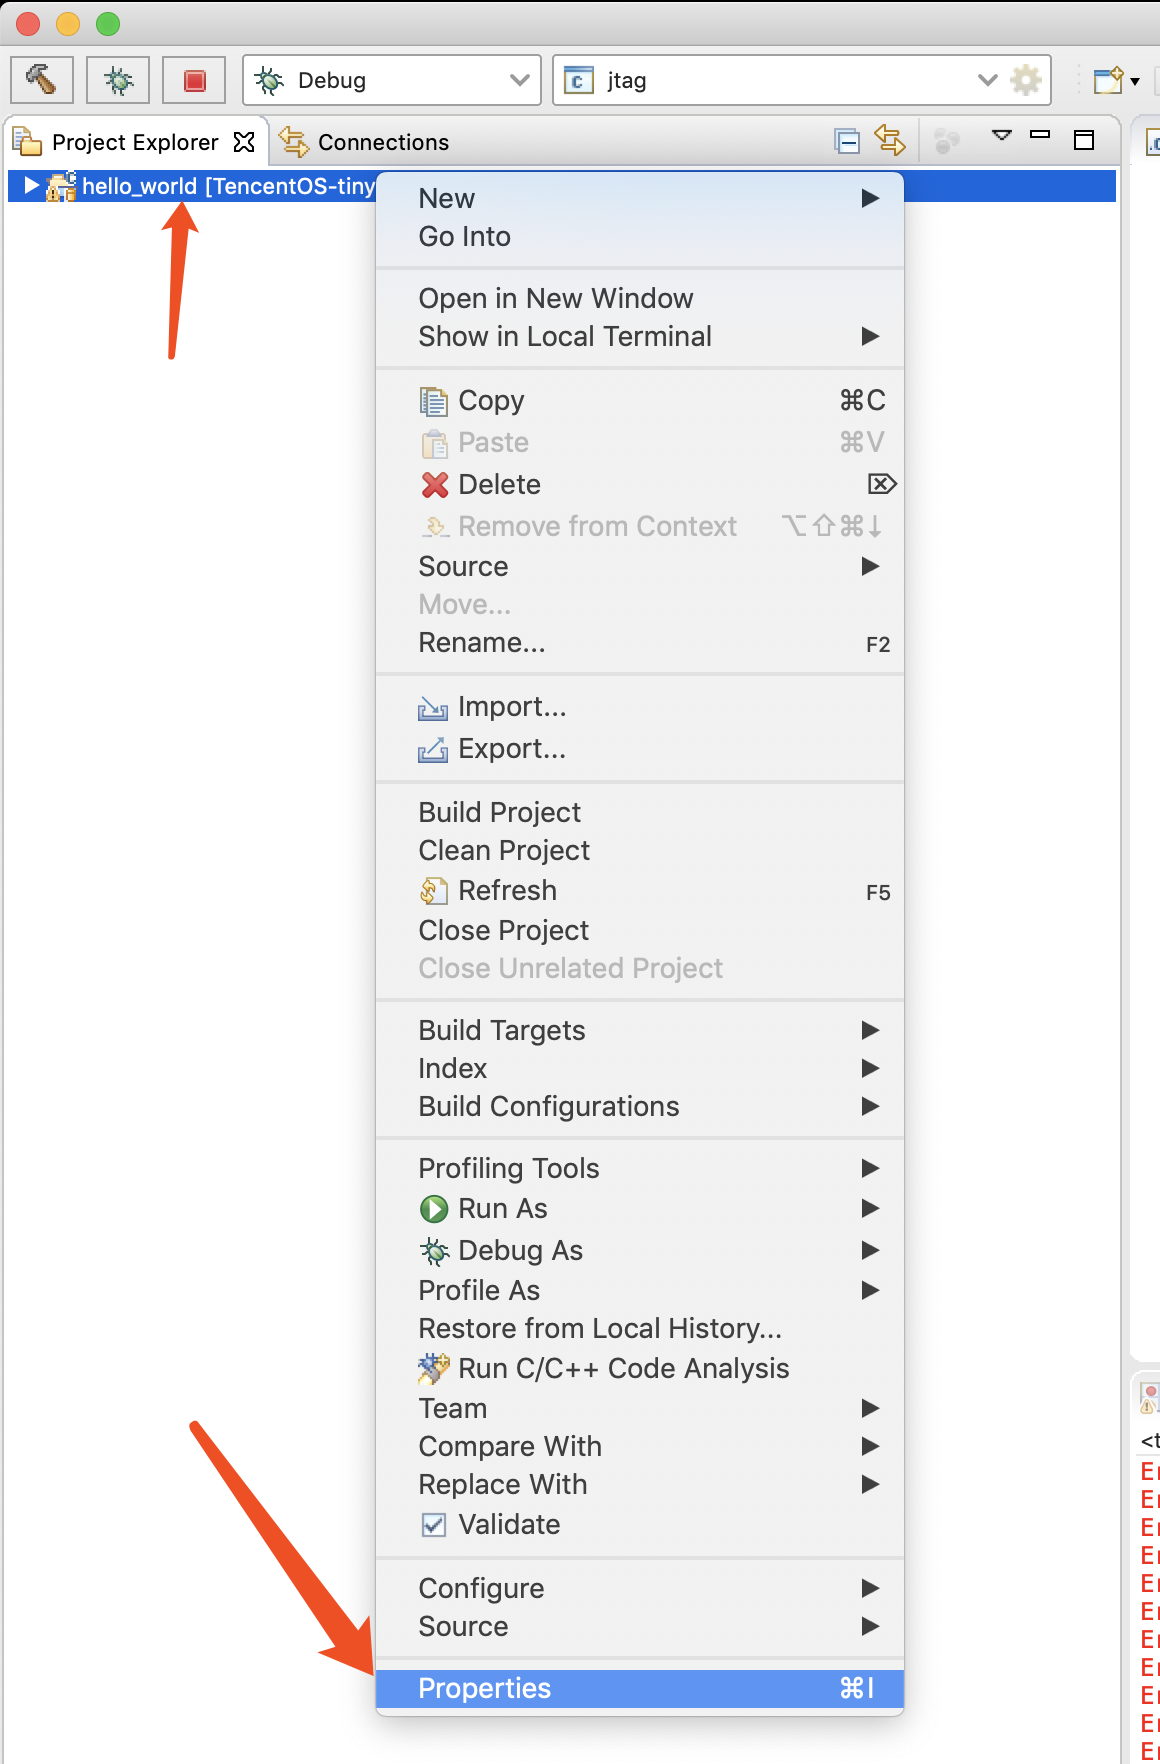 Debug
jtag
Project Explorer
Connections
hello_world [TencentOS-tiny
New
Go Into
Open in New Window
Show in Local Terminal
Copy ⌘C
Paste ⌘V
Delete ⌦
Remove from Context ⌥⇧⌘↓
Source
Move...
Rename... F2
Import...
Export...
Build Project
Clean Project
Refresh F5
Close Project
Close Unrelated Project
Build Targets
Index
Build Configurations
Profiling Tools
Run As
Debug As
Profile As
Restore from Local History...
Run C/C++ Code Analysis
Team
Compare With
Replace With
Validate
Configure
Source
Properties ⌘I